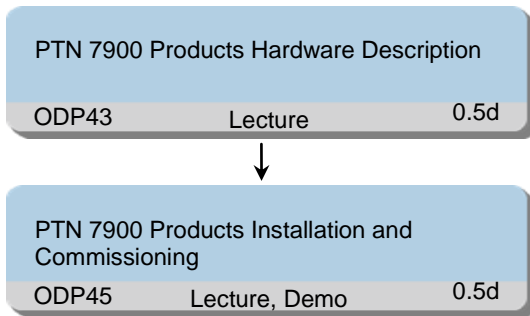 PTN 7900 Products Hardware Description
ODP43 Lecture 0.5d
PTN 7900 Products Installation and
Commissioning
ODP45 Lecture, Demo 0.5d